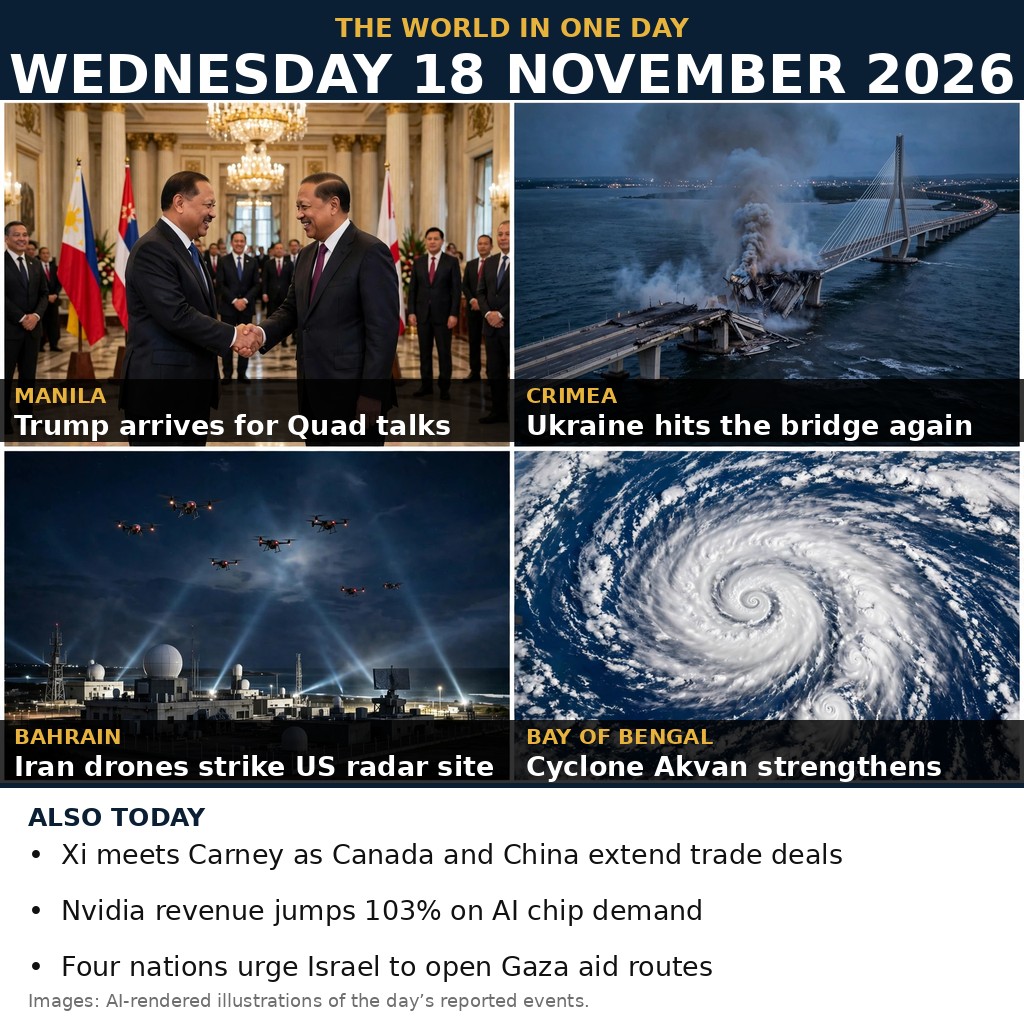 THE WORLD IN ONE DAY
WEDNESDAY 18 NOVEMBER 2026
MANILA
Trump arrives for Quad talks
CRIMEA
Ukraine hits the bridge again
BAHRAIN
Iran drones strike US radar site
BAY OF BENGAL
Cyclone Akvan strengthens
ALSO TODAY
• Xi meets Carney as Canada and China extend trade deals
• Nvidia revenue jumps 103% on AI chip demand
• Four nations urge Israel to open Gaza aid routes
Images: AI-rendered illustrations of the day’s reported events.